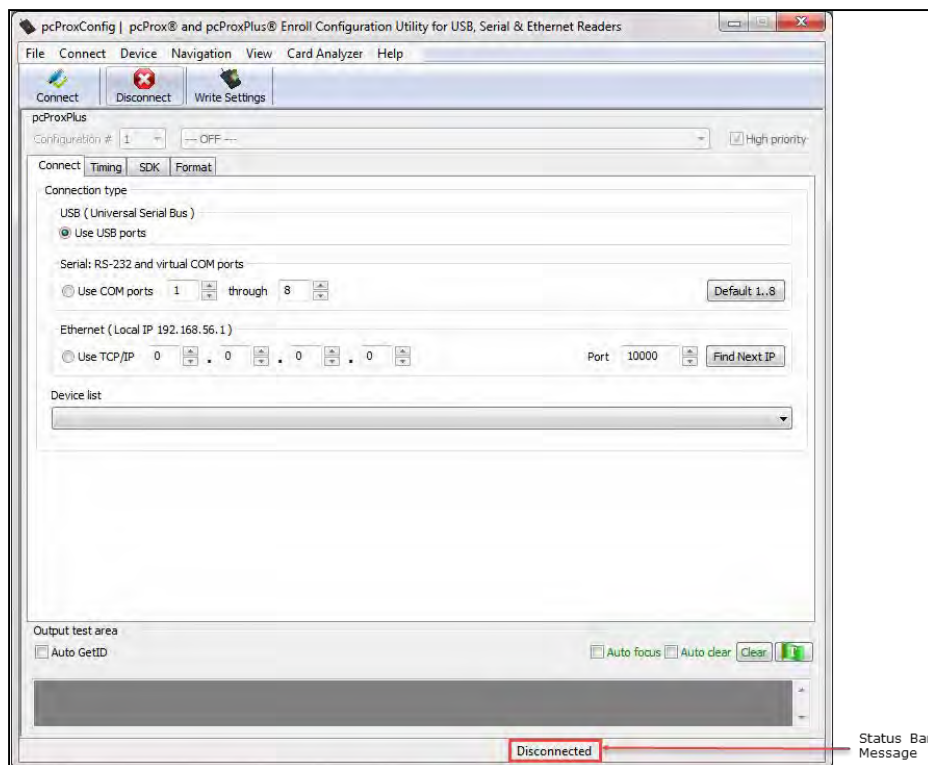 pcProxConfig | pcProx® and pcProxPlus® Enroll Configuration Utility for USB, Serial & Ethernet Readers
File Connect Device Navigation View Card Analyzer Help
Connect Disconnect Write Settings
pcProxPlus
Configuration # 1 --- OFF --- High priority
Connect Timing SDK Format
Connection type
USB ( Universal Serial Bus )
Use USB ports
Serial: RS-232 and virtual COM ports
Use COM ports 1 through 8 Default 1..8
Ethernet ( Local IP 192.168.56.1 )
Use TCP/IP 0 . 0 . 0 . 0 Port 10000 Find Next IP
Device list
Output test area
Auto GetID Auto focus Auto clear Clear
Disconnected
Status Bar
Message